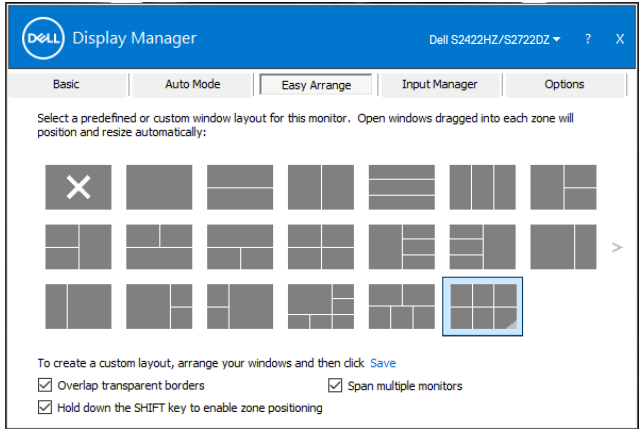 DELL Display Manager Dell S2422HZ/S2722DZ ? X
Basic Auto Mode Easy Arrange Input Manager Options
Select a predefined or custom window layout for this monitor. Open windows dragged into each zone will
position and resize automatically:
>
To create a custom layout, arrange your windows and then click Save
Overlap transparent borders Span multiple monitors
Hold down the SHIFT key to enable zone positioning